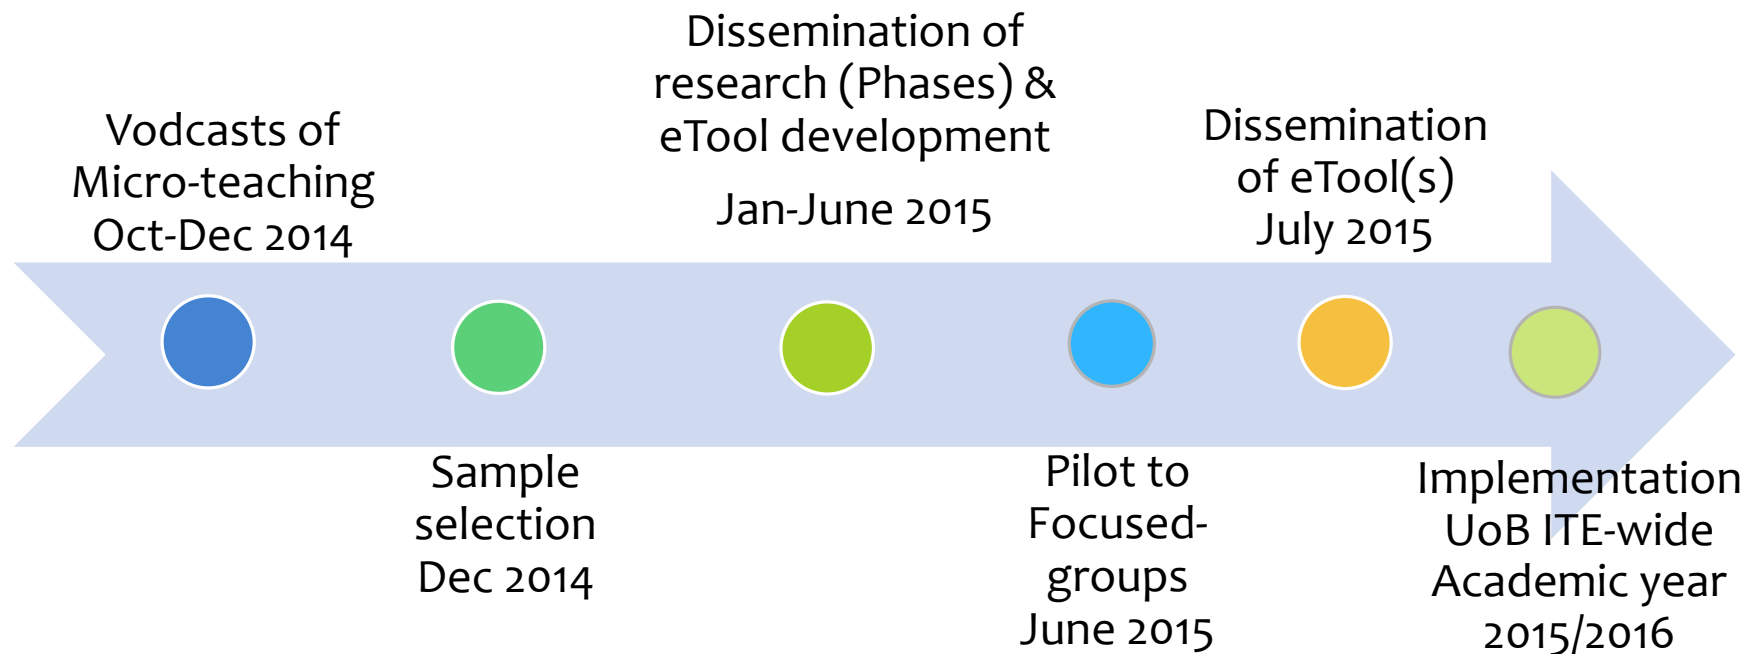 Vodcasts of
Micro-teaching
Oct-Dec 2014
Sample
selection
Dec 2014
Dissemination of
research (Phases) &
eTool development
Jan-June 2015
Pilot to
Focused-
groups
June 2015
Dissemination
of eTool(s)
July 2015
Implementation
UoB ITE-wide
Academic year
2015/2016